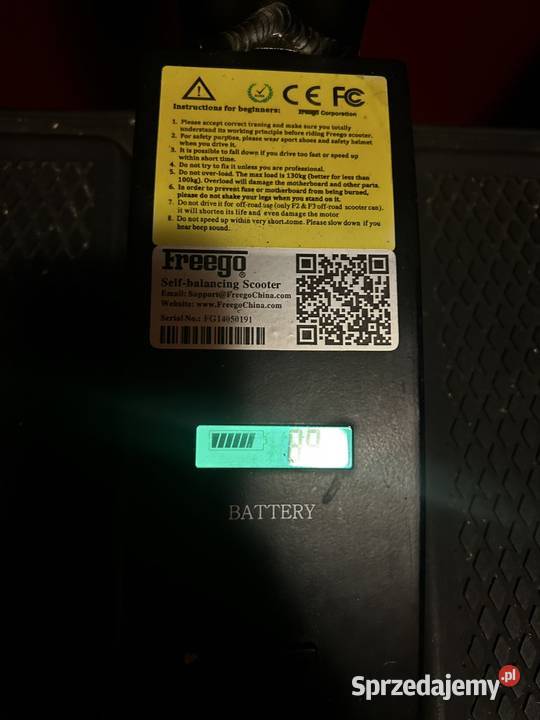 CE FC
Instructions for beginners:
Freego Corporation
1. Please accept correct traning and make sure you totally
understand its working principle before riding Freego scooter.
2. For safety purpose, please wear sport shoes and safety helmet
when you drive it.
3. It is possible to fall down if you drive too fast or speed up
within short time.
4. Do not try to fix it unless you are professional.
5. Do not over-load. The max load is 130kg (better for less than
100kg). Overload will damage the motherboard and other parts.
6. In order to prevent fuse or motherboard from being burned,
please do not shake your legs when you stand on it.
7. Do not drive it for off-road use (only F2 & F3 off-road scooter can).
it will shorten its life and even damage the motor
8. Do not speed up within very short time. Please slow down if you
hear beep sound.
Freego®
Self-balancing Scooter
Email: Support@FreegoChina.com
Website: www.FreegoChina.com
Serial No.: FG14050191
BATTERY
Sprzedajemy.pl